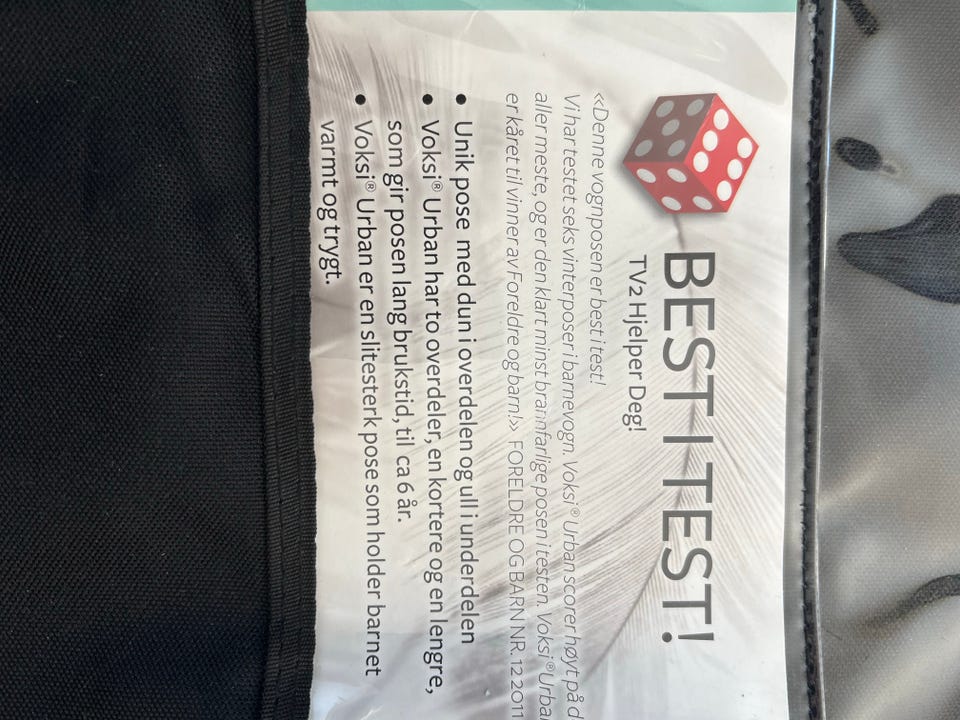 BEST I TEST!
TV2 Hjelper Deg!
«Denne vognposen er best i test!
Vi har testet seks vinterposer i barnevogn. Voksi® Urban scorer høyt på d
aller meste, og er den klart minst brannfarlige posen i testen. Voksi® Urban
er kåret til vinner av Foreldre og barn!» FORELDRE OG BARN NR. 12 2011
• Unik pose med dun i overdelen og ull i underdelen
• Voksi® Urban har to overdeler, en kortere og en lengre,
som gir posen lang brukstid, til ca 6 år.
• Voksi® Urban er en slitesterk pose som holder barnet
varmt og trygt.